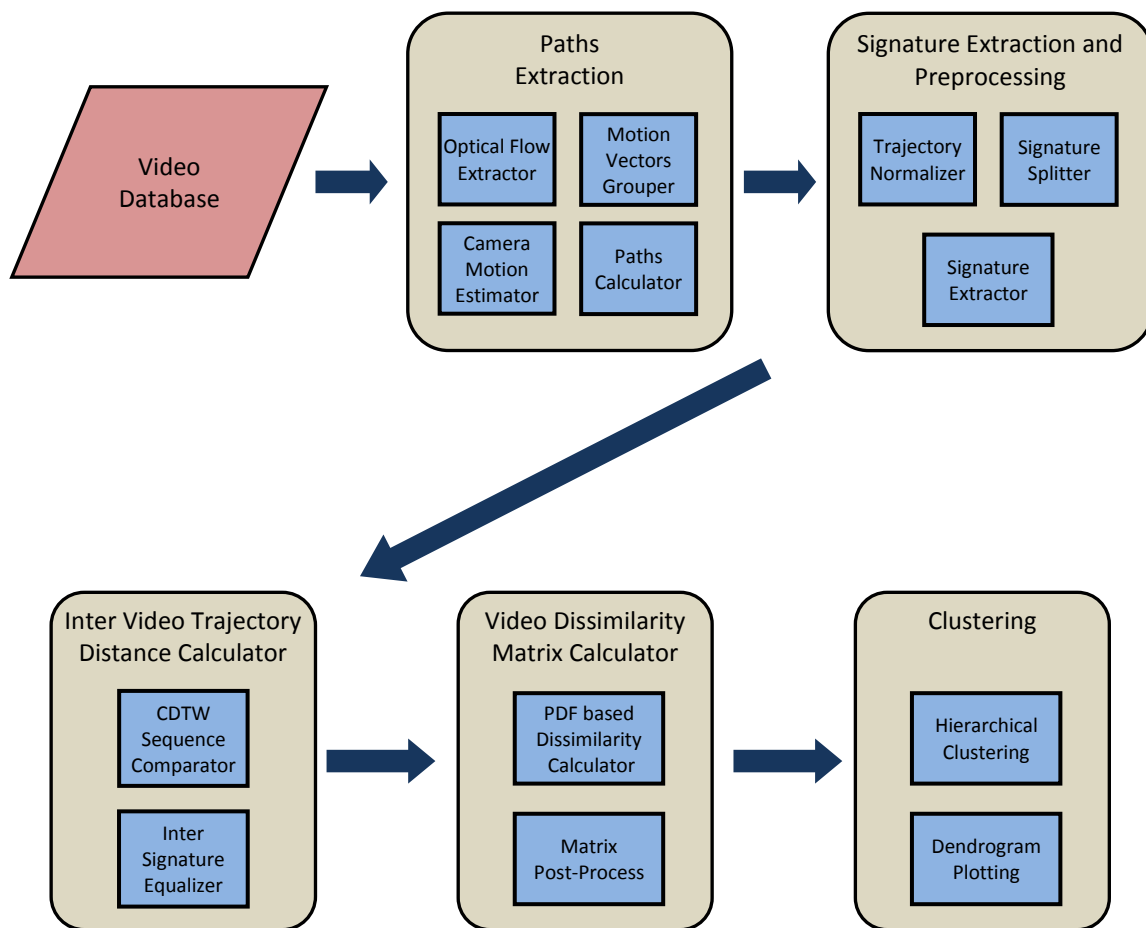 Video
Database
Paths
Extraction
Optical Flow
Extractor
Motion
Vectors
Grouper
Camera
Motion
Estimator
Paths
Calculator
Signature Extraction and
Preprocessing
Trajectory
Normalizer
Signature
Splitter
Signature
Extractor
Inter Video Trajectory
Distance Calculator
CDTW
Sequence
Comparator
Inter
Signature
Equalizer
Video Dissimilarity
Matrix Calculator
PDF based
Dissimilarity
Calculator
Matrix
Post-Process
Clustering
Hierarchical
Clustering
Dendrogram
Plotting